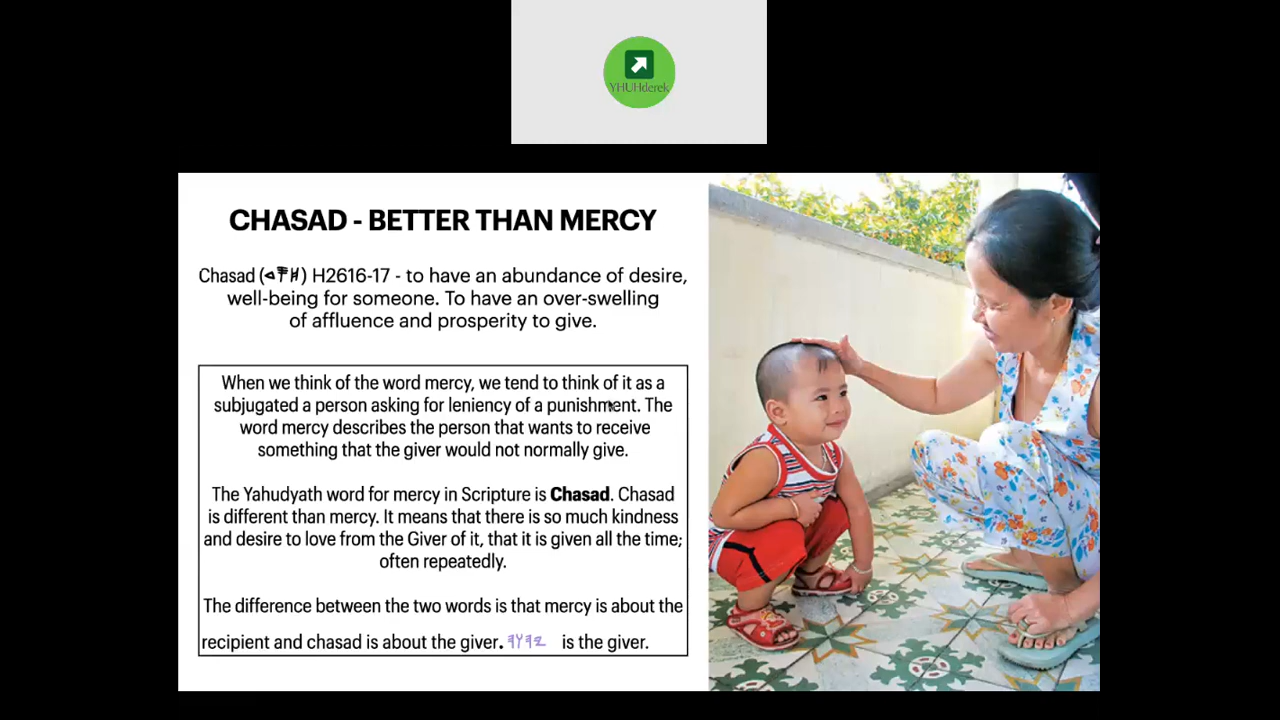 YHUHderek
CHASAD - BETTER THAN MERCY
Chasad (𐤇𐤎𐤃) H2616-17 - to have an abundance of desire,
well-being for someone. To have an over-swelling
of affluence and prosperity to give.
When we think of the word mercy, we tend to think of it as a
subjugated a person asking for leniency of a punishment. The
word mercy describes the person that wants to receive
something that the giver would not normally give.
The Yahudyath word for mercy in Scripture is Chasad. Chasad
is different than mercy. It means that there is so much kindness
and desire to love from the Giver of it, that it is given all the time;
often repeatedly.
The difference between the two words is that mercy is about the
recipient and chasad is about the giver. 𐤉𐤄𐤅𐤄 is the giver.